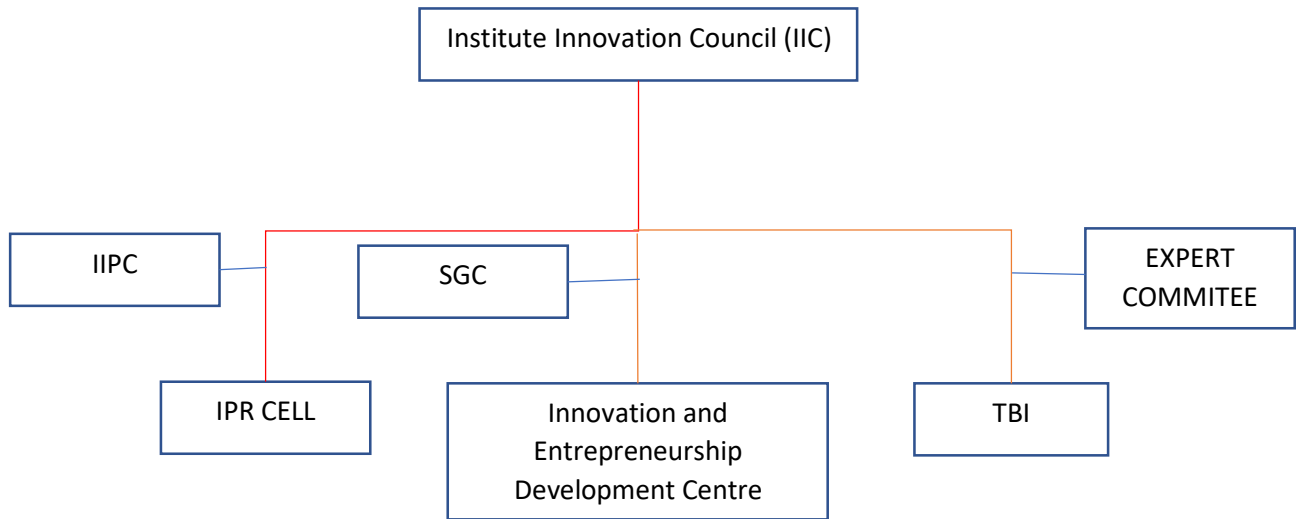 Institute Innovation Council (IIC)
IIPC
SGC
EXPERT
COMMITEE
IPR CELL
Innovation and
Entrepreneurship
Development Centre
TBI